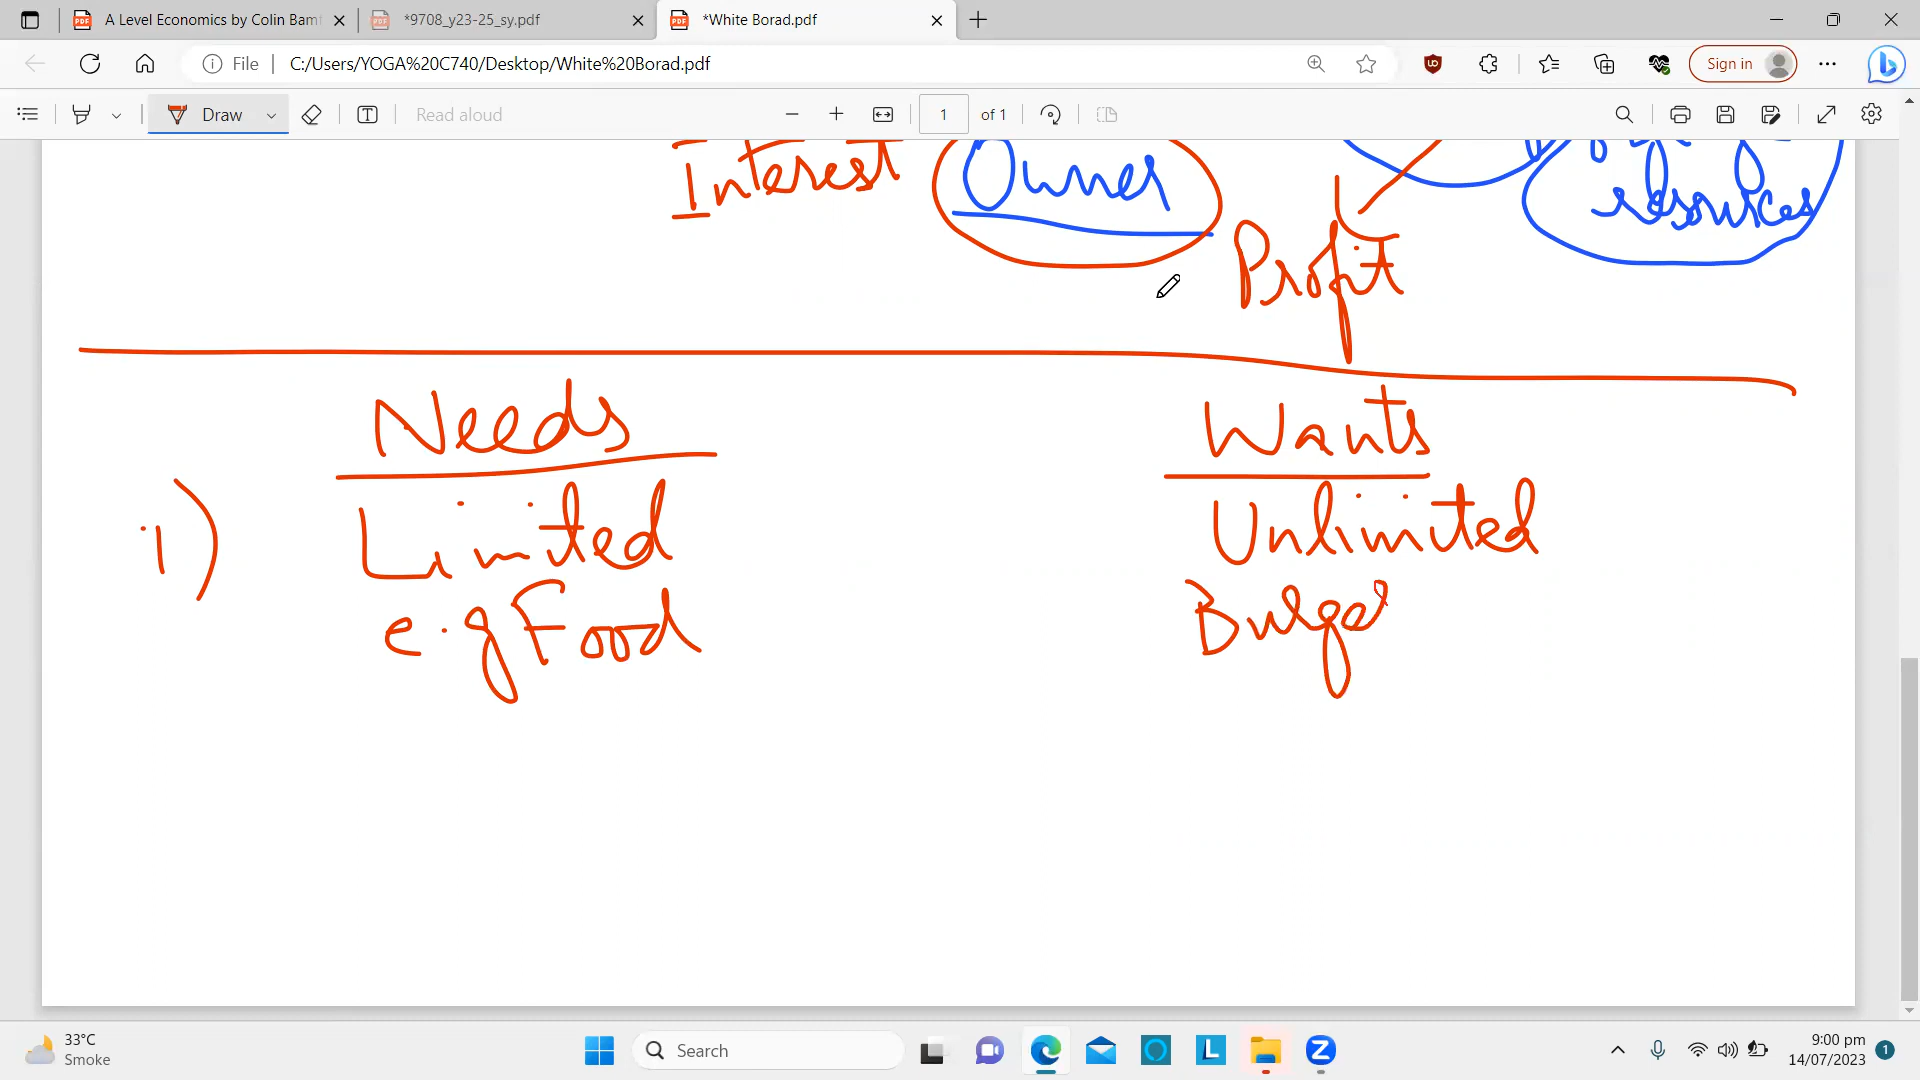 A Level Economics by Colin Bam
*9708_y23-25_sy.pdf
*White Borad.pdf
File
C:/Users/YOGA%20C740/Desktop/White%20Borad.pdf
Sign in
Draw
Read aloud
1 of 1
Interest
Owner
resources
Profit
Needs Wants
1) Limited Unlimited
e.g Food
33°C
Smoke
Search
9:00 pm
14/07/2023
1